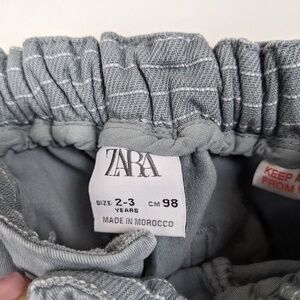 ZARA
SIZE 2-3 CM 98
YEARS
MADE IN MOROCCO
KEEP
FROM